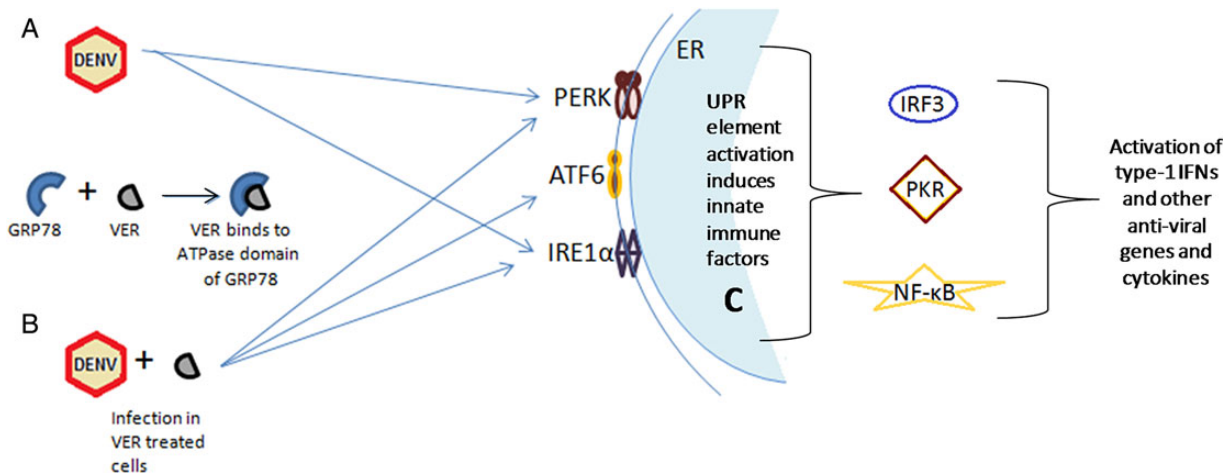 A
DENV
GRP78
+
VER
VER binds to
ATPase domain
of GRP78
B
DENV
+
Infection in
VER treated
cells
PERK
ATF6
IRE1α
ER
UPR
element
activation
induces
innate
immune
factors
C
IRF3
PKR
NF-κB
Activation of
type-1 IFNs
and other
anti-viral
genes and
cytokines